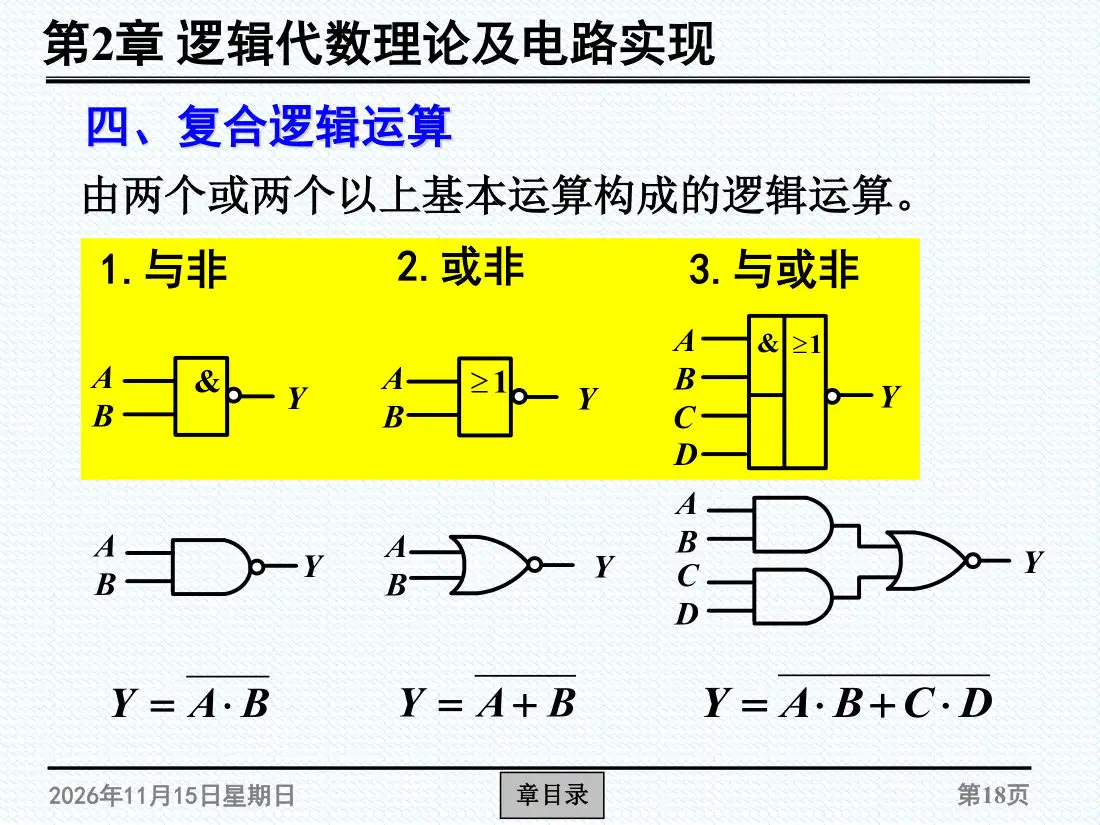 第2章 逻辑代数理论及电路实现
四、复合逻辑运算
由两个或两个以上基本运算构成的逻辑运算。
1.与非 2.或非 3.与或非
A B & Y
A B ≥1 Y
A B C D & ≥1 Y
A B Y
A B Y
A B C D Y
Y = \overline{A·B}
Y = \overline{A+B}
Y = \overline{A·B+C·D}
2026年11月15日星期日 章目录 第18页